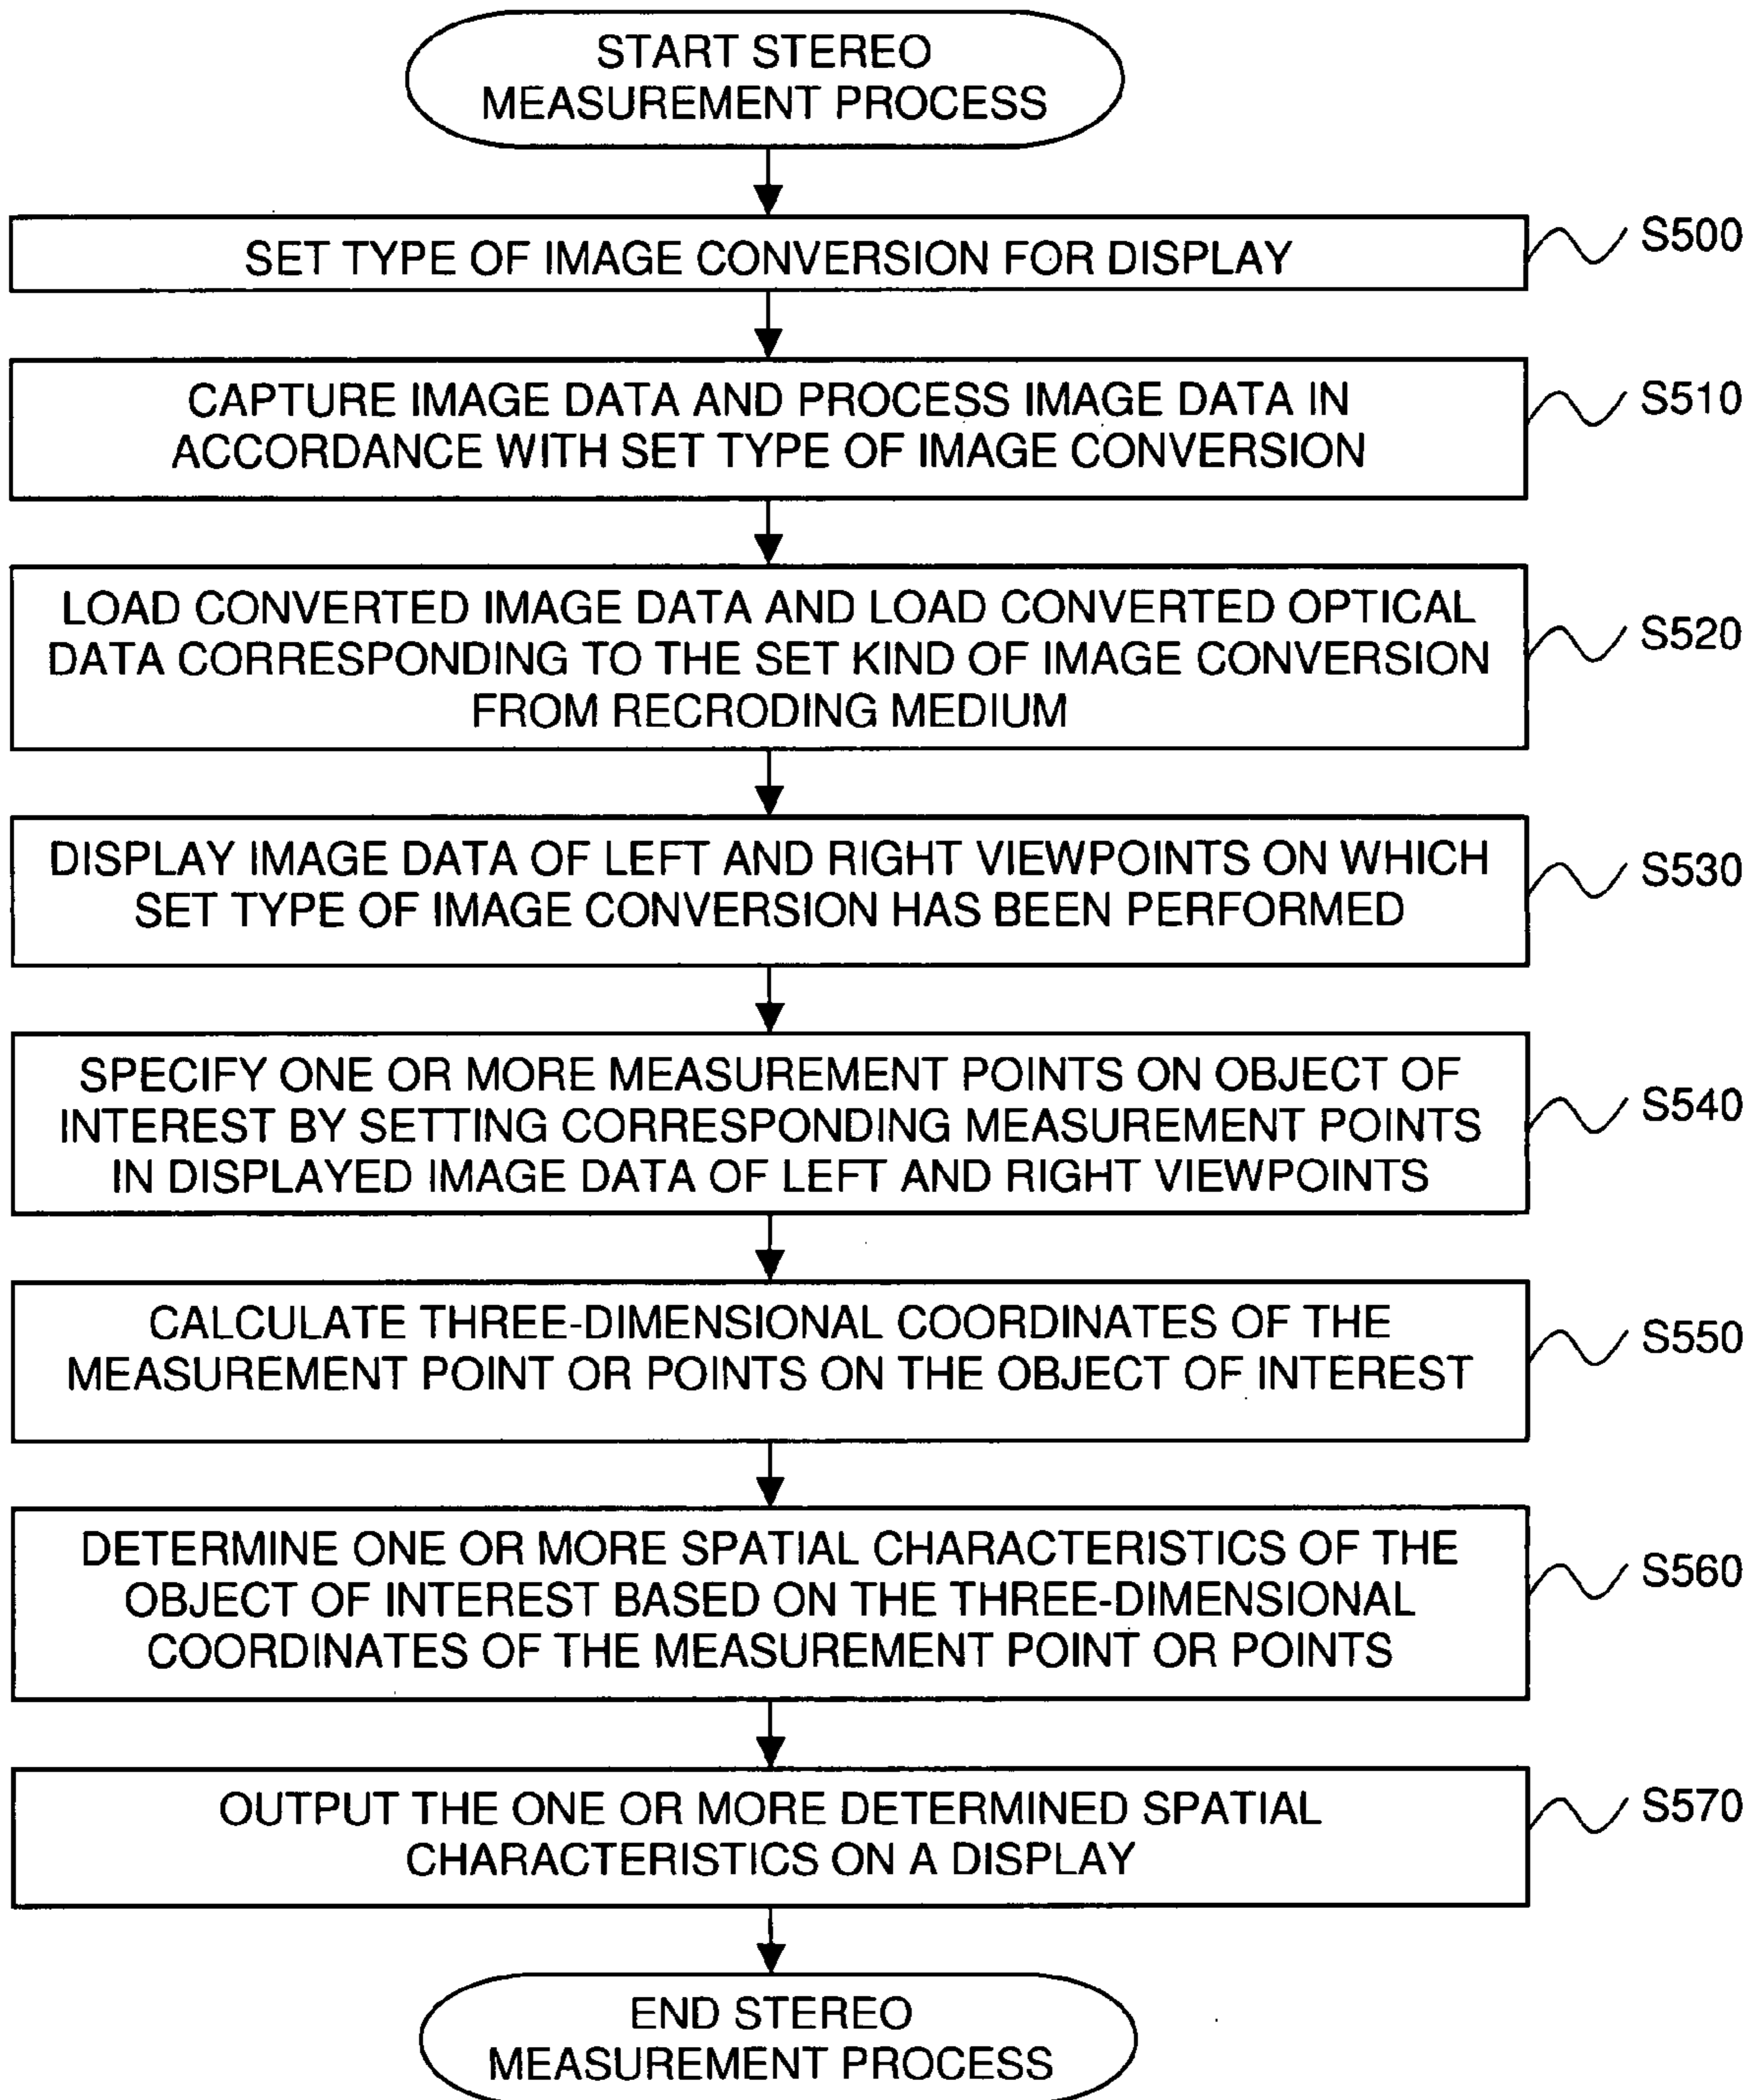 START STEREO
MEASUREMENT PROCESS
SET TYPE OF IMAGE CONVERSION FOR DISPLAY
S500
CAPTURE IMAGE DATA AND PROCESS IMAGE DATA IN
ACCORDANCE WITH SET TYPE OF IMAGE CONVERSION
S510
LOAD CONVERTED IMAGE DATA AND LOAD CONVERTED OPTICAL
DATA CORRESPONDING TO THE SET KIND OF IMAGE CONVERSION
FROM RECRODING MEDIUM
S520
DISPLAY IMAGE DATA OF LEFT AND RIGHT VIEWPOINTS ON WHICH
SET TYPE OF IMAGE CONVERSION HAS BEEN PERFORMED
S530
SPECIFY ONE OR MORE MEASUREMENT POINTS ON OBJECT OF
INTEREST BY SETTING CORRESPONDING MEASUREMENT POINTS
IN DISPLAYED IMAGE DATA OF LEFT AND RIGHT VIEWPOINTS
S540
CALCULATE THREE-DIMENSIONAL COORDINATES OF THE
MEASUREMENT POINT OR POINTS ON THE OBJECT OF INTEREST
S550
DETERMINE ONE OR MORE SPATIAL CHARACTERISTICS OF THE
OBJECT OF INTEREST BASED ON THE THREE-DIMENSIONAL
COORDINATES OF THE MEASUREMENT POINT OR POINTS
S560
OUTPUT THE ONE OR MORE DETERMINED SPATIAL
CHARACTERISTICS ON A DISPLAY
S570
END STEREO
MEASUREMENT PROCESS